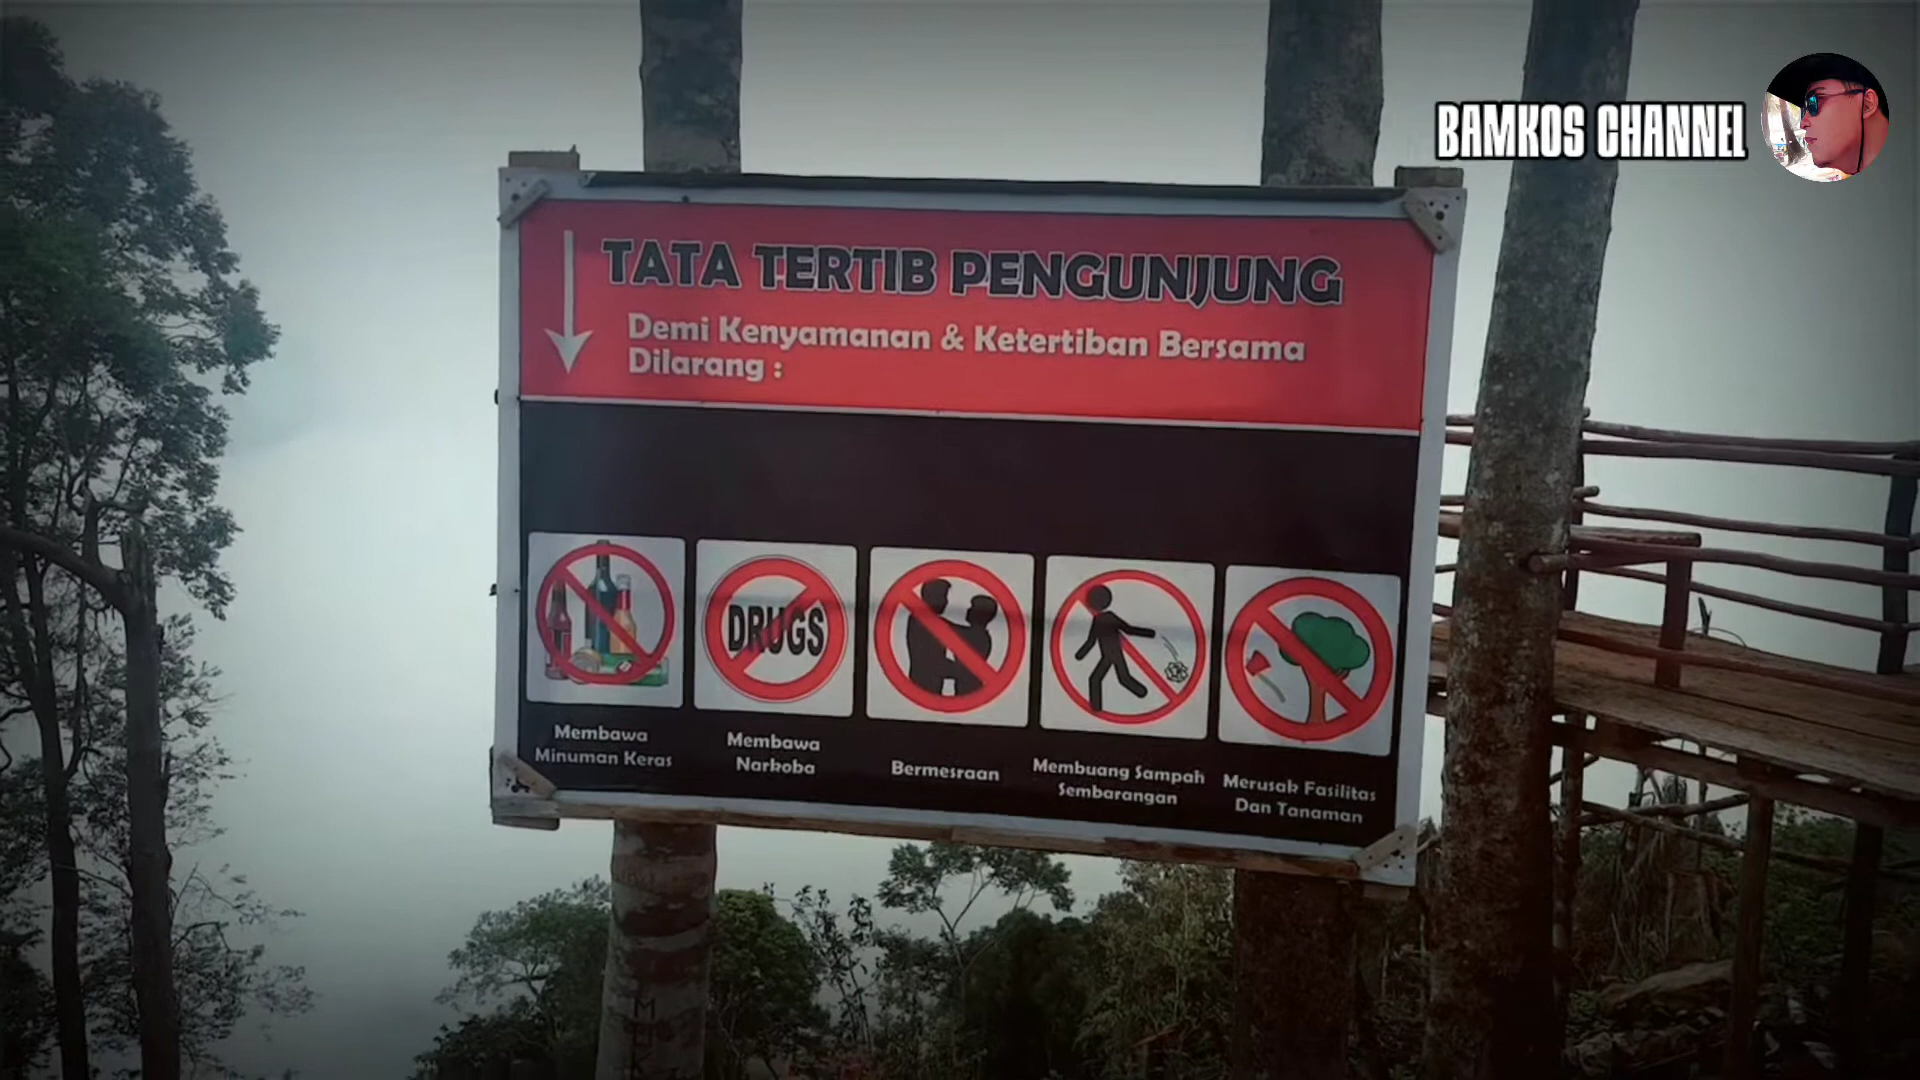 BAMKOS CHANNEL
TATA TERTIB PENGUNJUNG
Demi Kenyamanan & Ketertiban Bersama
Dilarang :
DRUGS
Membawa
Minuman Keras
Membawa
Narkoba
Bermesraan
Membuang Sampah
Sembarangan
Merusak Fasilitas
Dan Tanaman